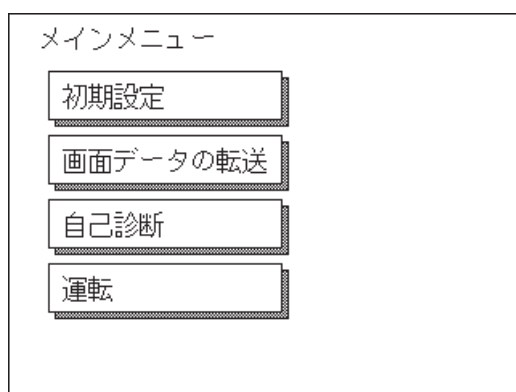 メインメニュー
初期設定
画面データの転送
自己診断
運転